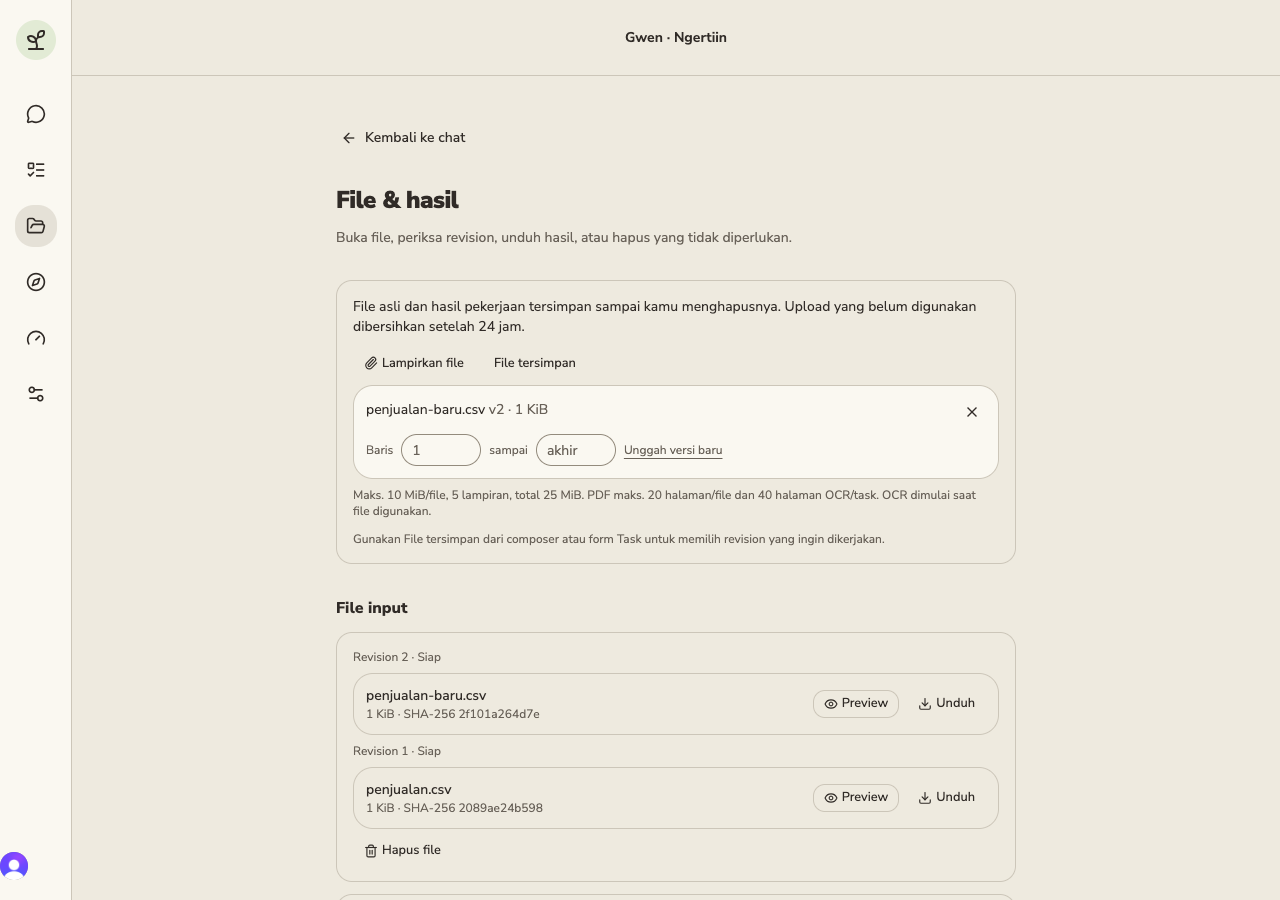 Gwen · Ngertiin
Kembali ke chat
File & hasil
Buka file, periksa revision, unduh hasil, atau hapus yang tidak diperlukan.
File asli dan hasil pekerjaan tersimpan sampai kamu menghapusnya. Upload yang belum digunakan
dibersihkan setelah 24 jam.
Lampirkan file File tersimpan
penjualan-baru.csv v2 · 1 KiB
Baris 1 sampai akhir Unggah versi baru
Maks. 10 MiB/file, 5 lampiran, total 25 MiB. PDF maks. 20 halaman/file dan 40 halaman OCR/task. OCR dimulai saat
file digunakan.
Gunakan File tersimpan dari composer atau form Task untuk memilih revision yang ingin dikerjakan.
File input
Revision 2 · Siap
penjualan-baru.csv
1 KiB · SHA-256 2f101a264d7e
Preview Unduh
Revision 1 · Siap
penjualan.csv
1 KiB · SHA-256 2089ae24b598
Preview Unduh
Hapus file